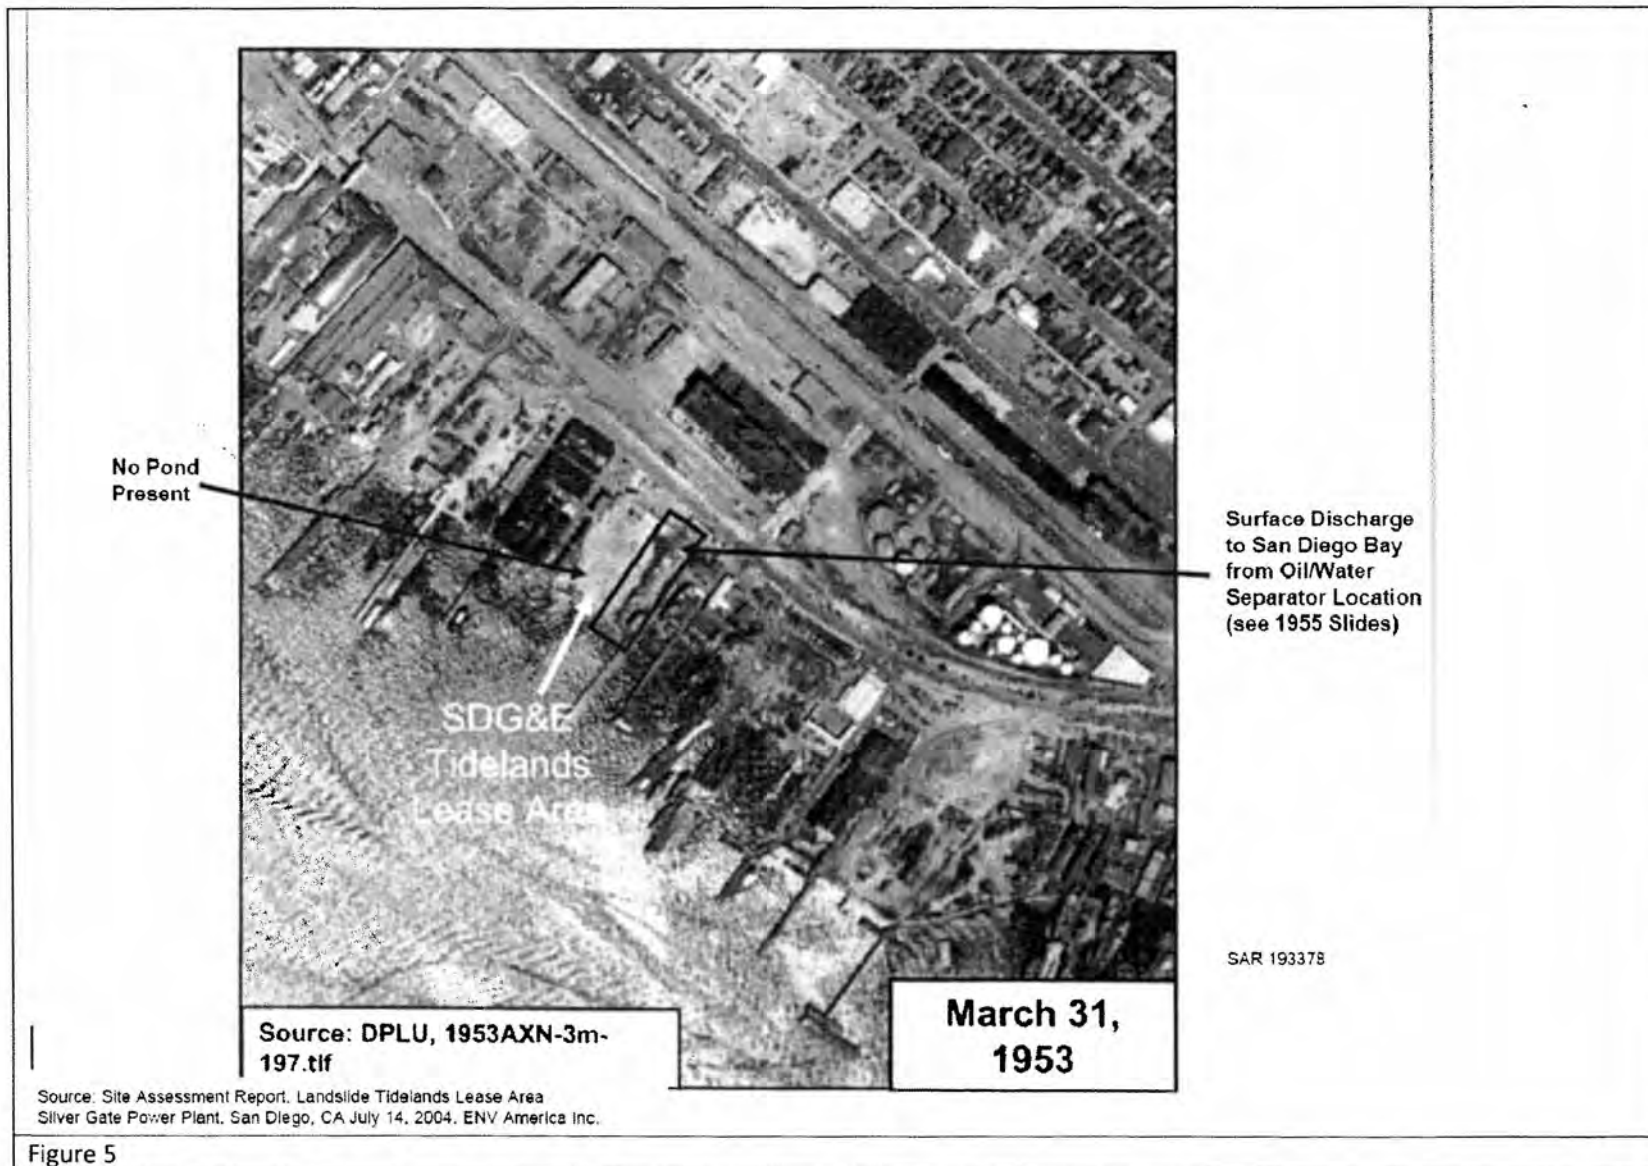 No Pond
Present
Surface Discharge
to San Diego Bay
from Oil/Water
Separator Location
(see 1955 Slides)
SDG&E
Tidelands
Lease Area
SAR 193378
Source: DPLU, 1953AXN-3m-
197.tif
March 31,
1953
Source: Site Assessment Report. Landslide Tidelands Lease Area
Silver Gate Power Plant. San Diego, CA July 14. 2004. ENV America Inc.
Figure 5